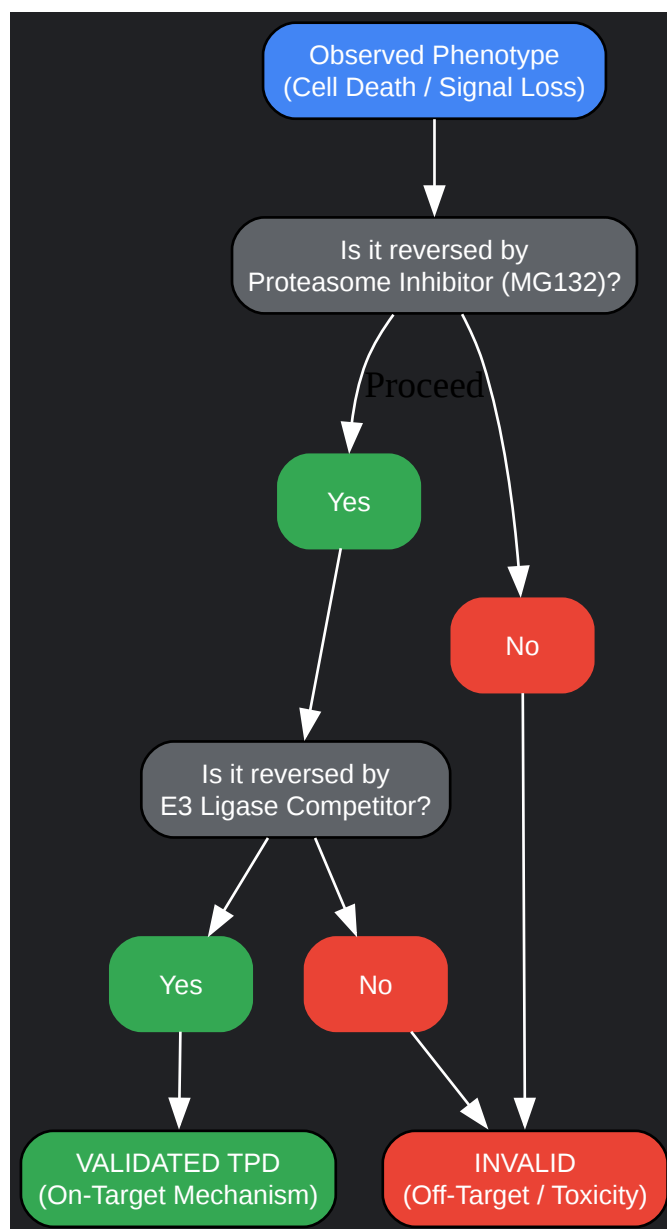 Observed Phenotype
(Cell Death / Signal Loss)
Is it reversed by
Proteasome Inhibitor (MG132)?
Proceed
Yes
No
Is it reversed by
E3 Ligase Competitor?
Yes
No
VALIDATED TPD
(On-Target Mechanism)
INVALID
(Off-Target / Toxicity)